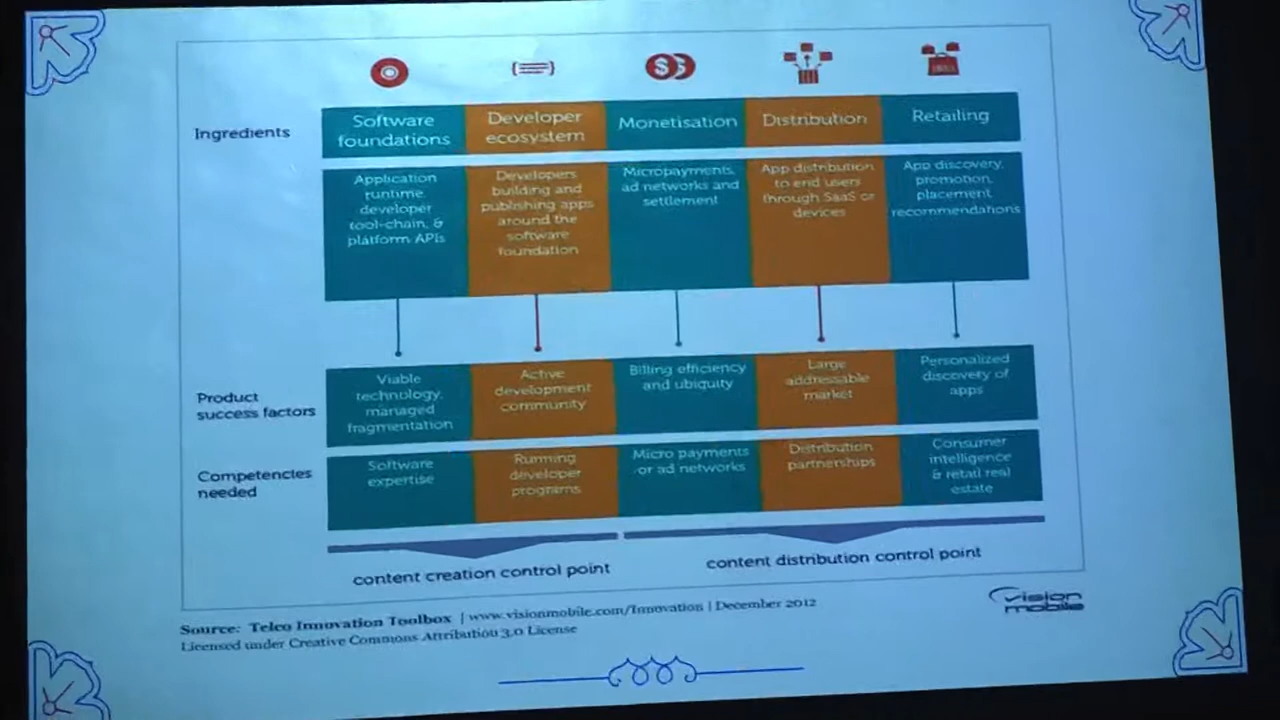 Software
foundations
Developer
ecosystem
Monetisation
Distribution
Retailing
Ingredients
Application
runtime,
developer
tool-chain, &
platform APIs
Developers
building and
publishing apps
around the
software
foundation
Micropayments,
ad networks and
settlement
App distribution
to end users
through SaaS or
devices
App discovery,
promotion,
placement,
recommendations
Product
success factors
Viable
technology,
managed
fragmentation
Active
development
community
Billing efficiency
and ubiquity
Large
addressable
market
Personalized
discovery of
apps
Competencies
needed
Software
expertise
Running
developer
programs
Micro payments
or ad networks
Distribution
partnerships
Consumer
intelligence
& retail real
estate
content creation control point
content distribution control point
Source: Telco Innovation Toolbox | www.visionmobile.com/Innovation | December 2012
Licensed under Creative Commons Attribution 3.0 License
vision
mobile